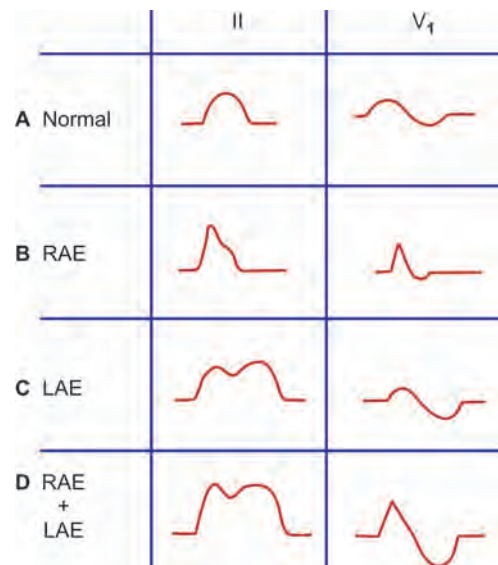 II V₁
A Normal
B RAE
C LAE
D RAE
+
LAE